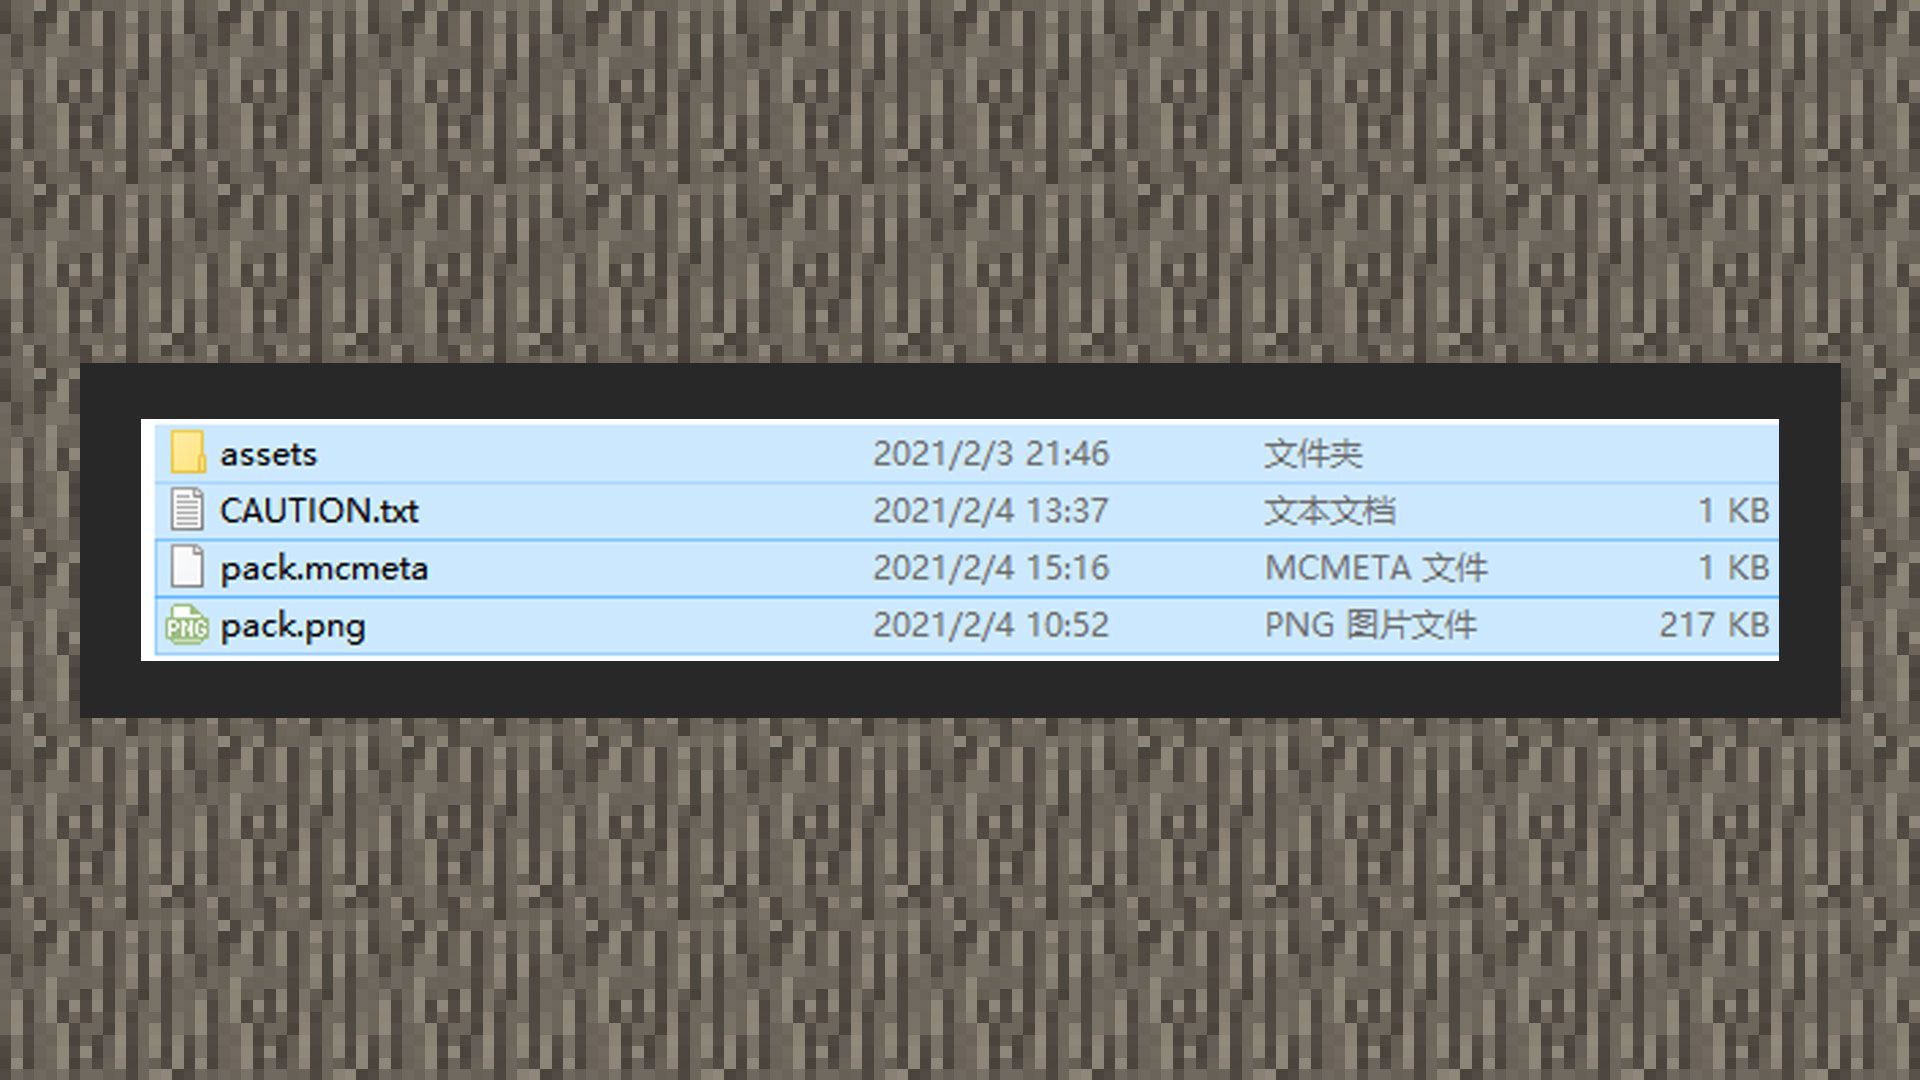 assets 2021/2/3 21:46 文件夹
CAUTION.txt 2021/2/4 13:37 文本文档 1 KB
pack.mcmeta 2021/2/4 15:16 MCMETA 文件 1 KB
PNG pack.png 2021/2/4 10:52 PNG 图片文件 217 KB